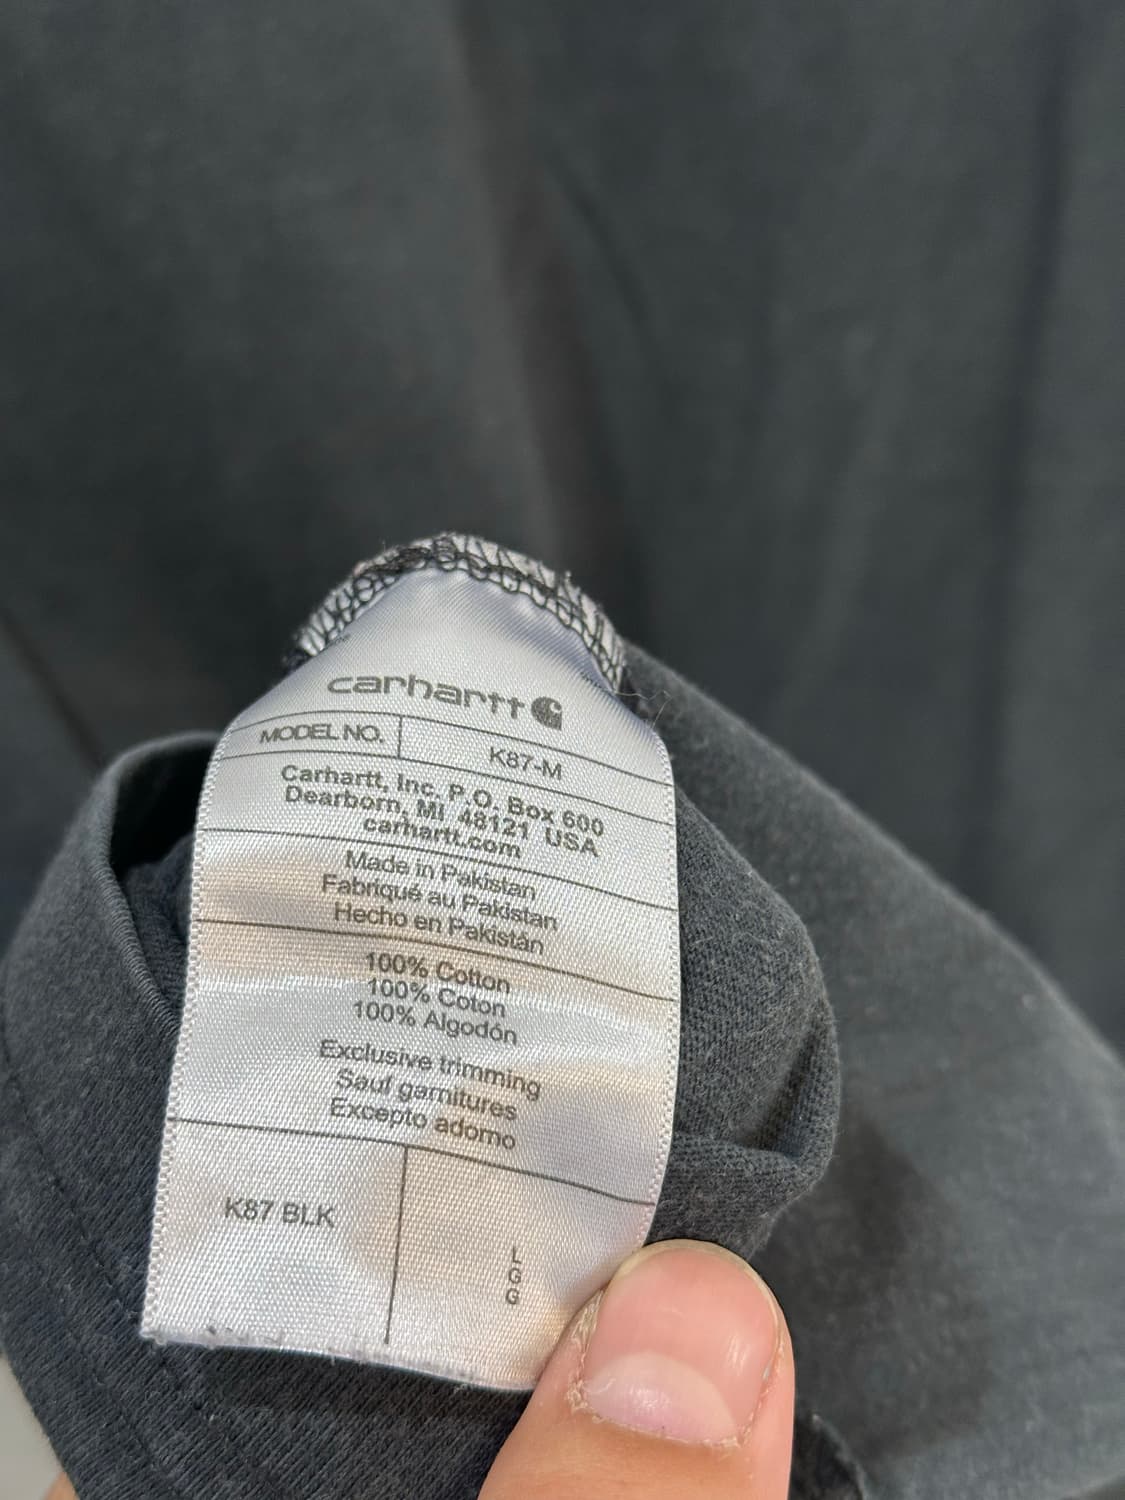 carhartt
MODEL NO. K87-M
Carhartt, Inc. P.O. Box 600
Dearborn, MI 48121 USA
carhartt.com
Made in Pakistan
Fabriqué au Pakistan
Hecho en Pakistán
100% Cotton
100% Coton
100% Algodón
Exclusive trimming
Sauf garnitures
Excepto adorno
K87 BLK
L
G
G